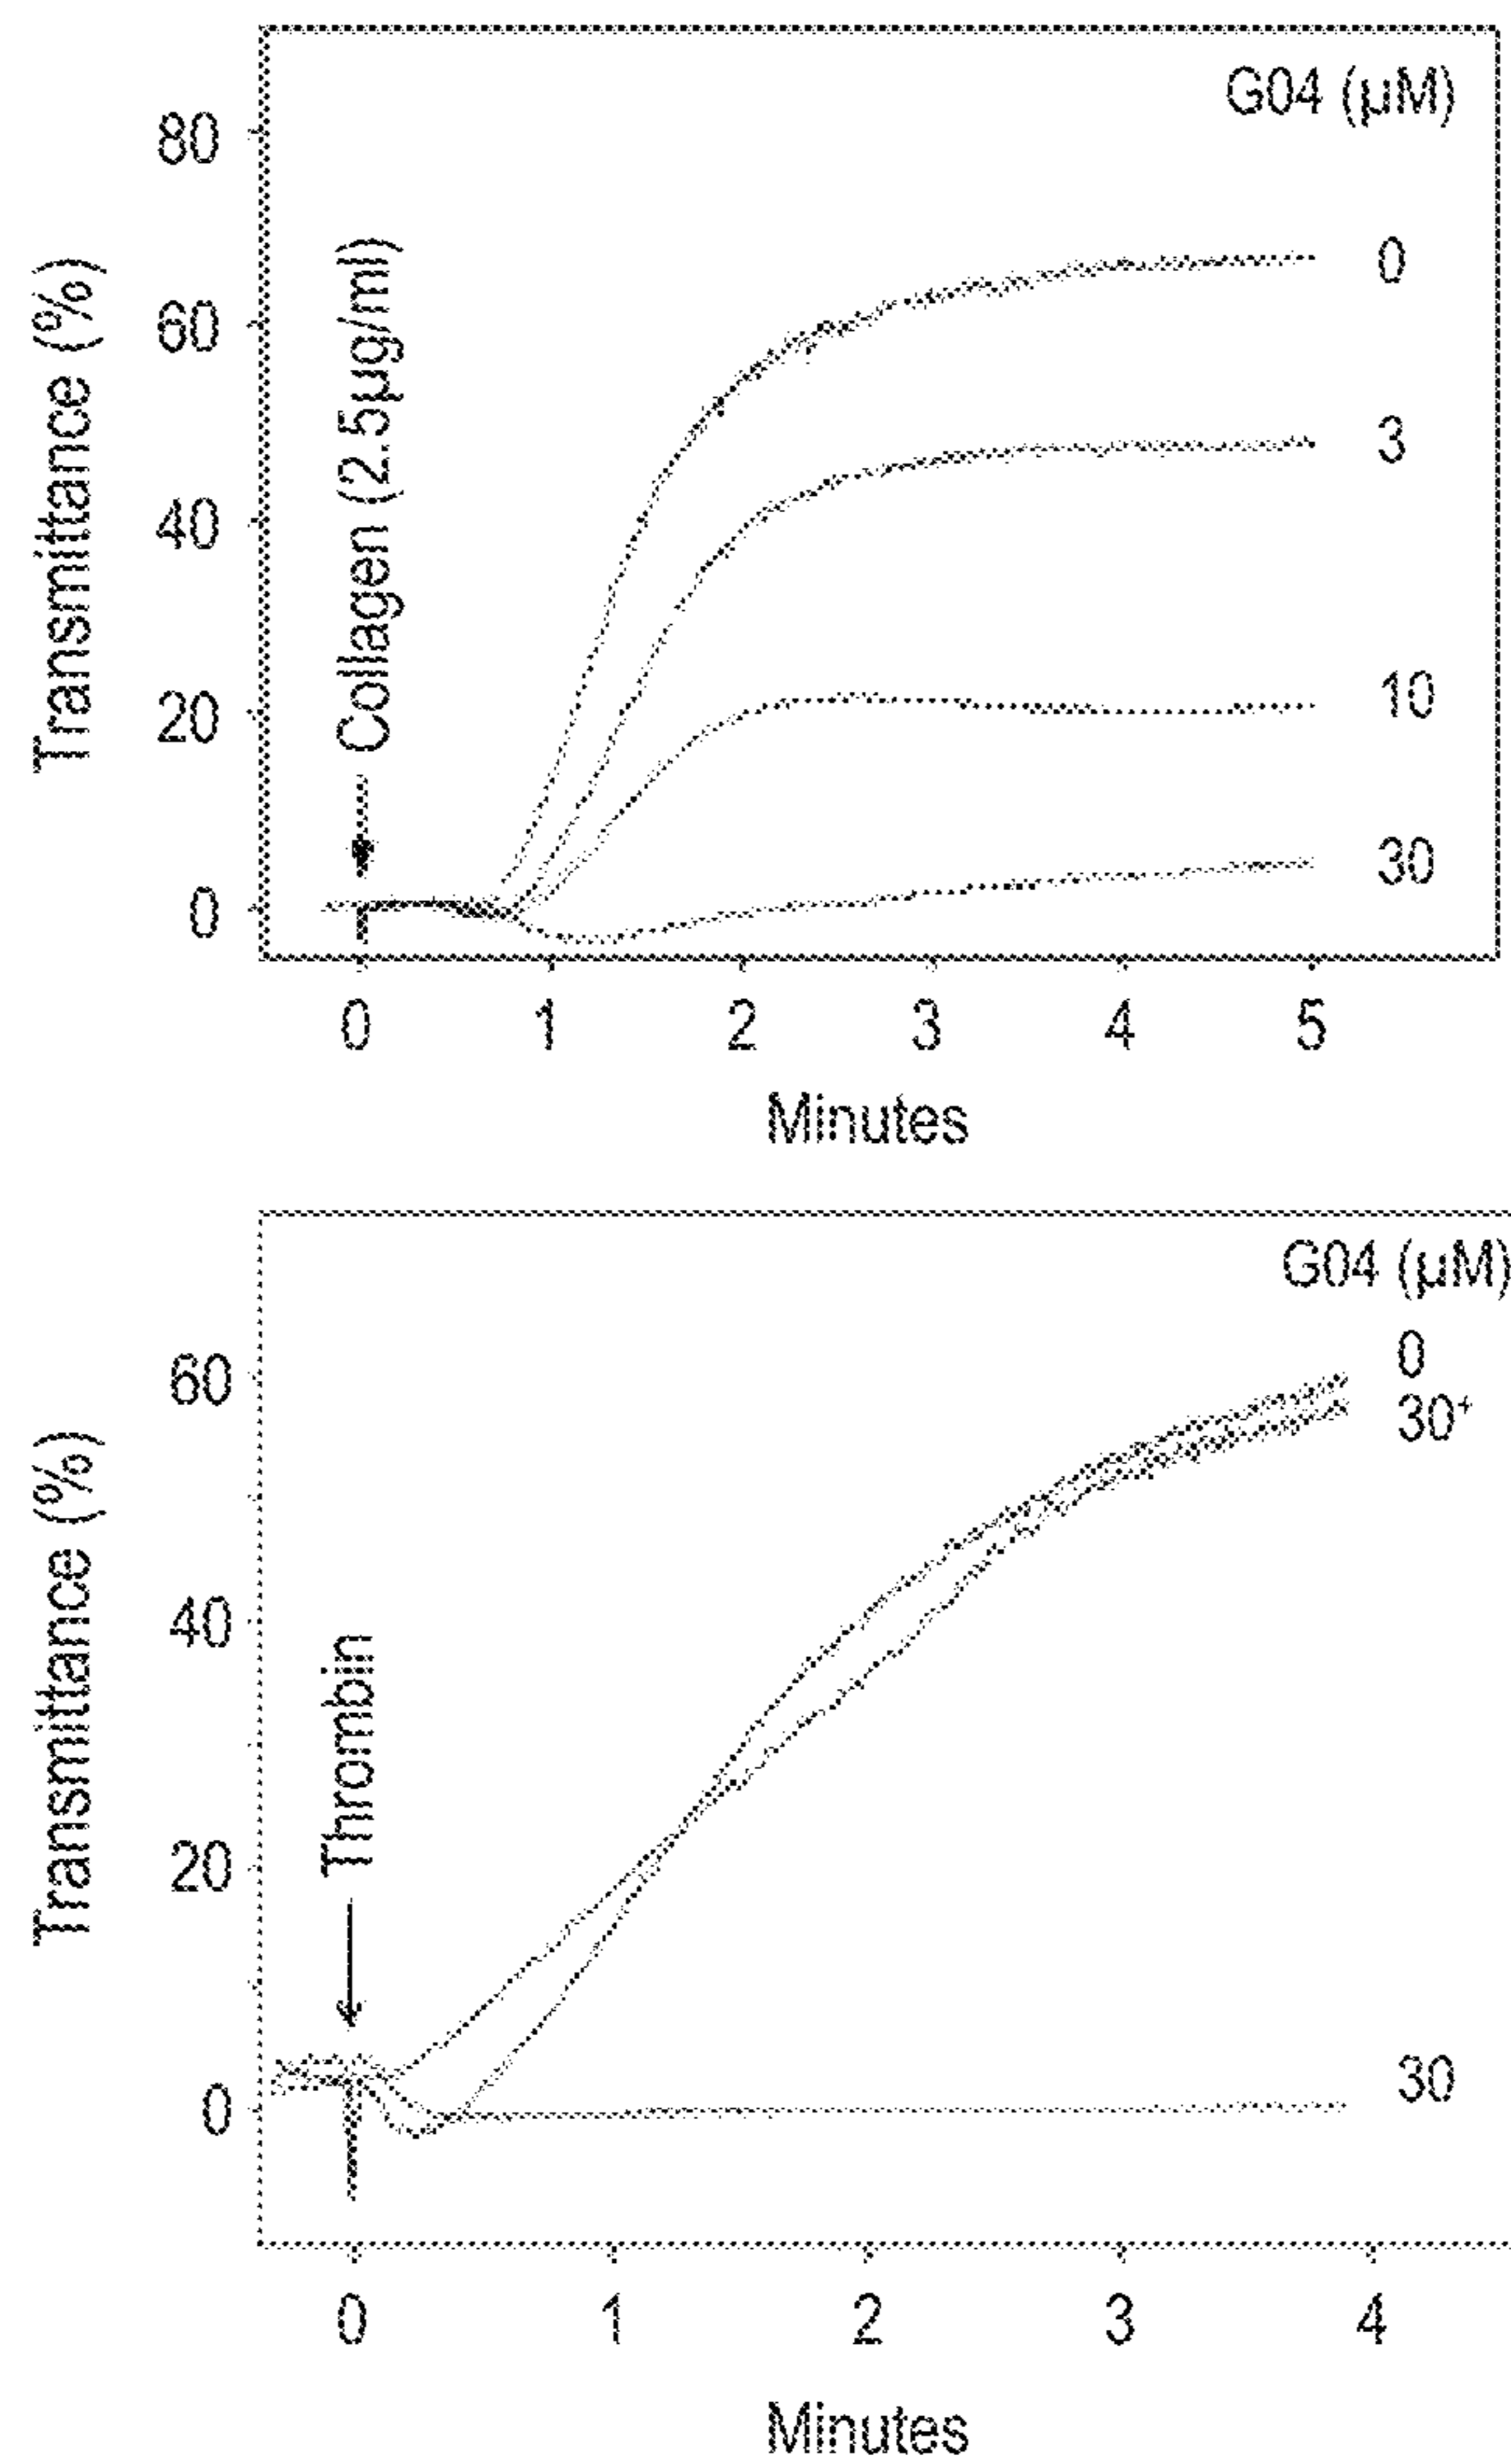 G04 (µM)
80
60
40
20
0
Transmittance (%)
Collagen (2.5µg/ml)
0
3
10
30
0 1 2 3 4 5
Minutes
G04 (µM)
0
30⁺
30
60
40
20
0
Transmittance (%)
Thrombin
0 1 2 3 4
Minutes